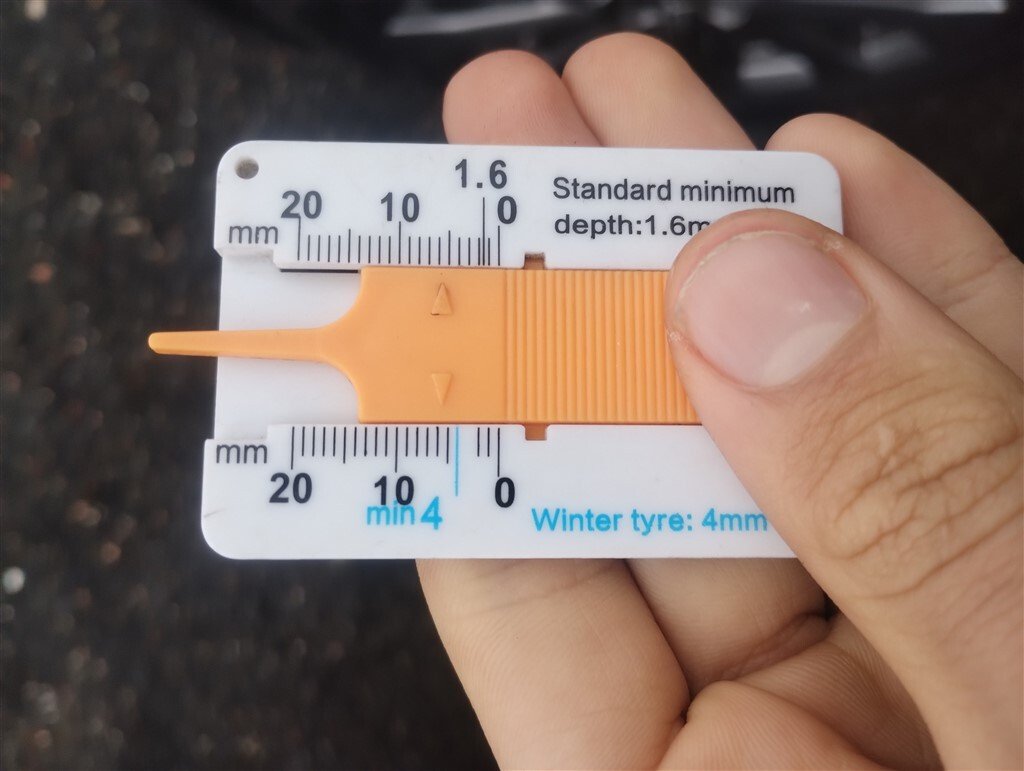 1.6
20 10 0
mm
Standard minimum
depth:1.6m
mm
20 10 0
min 4
Winter tyre: 4mm